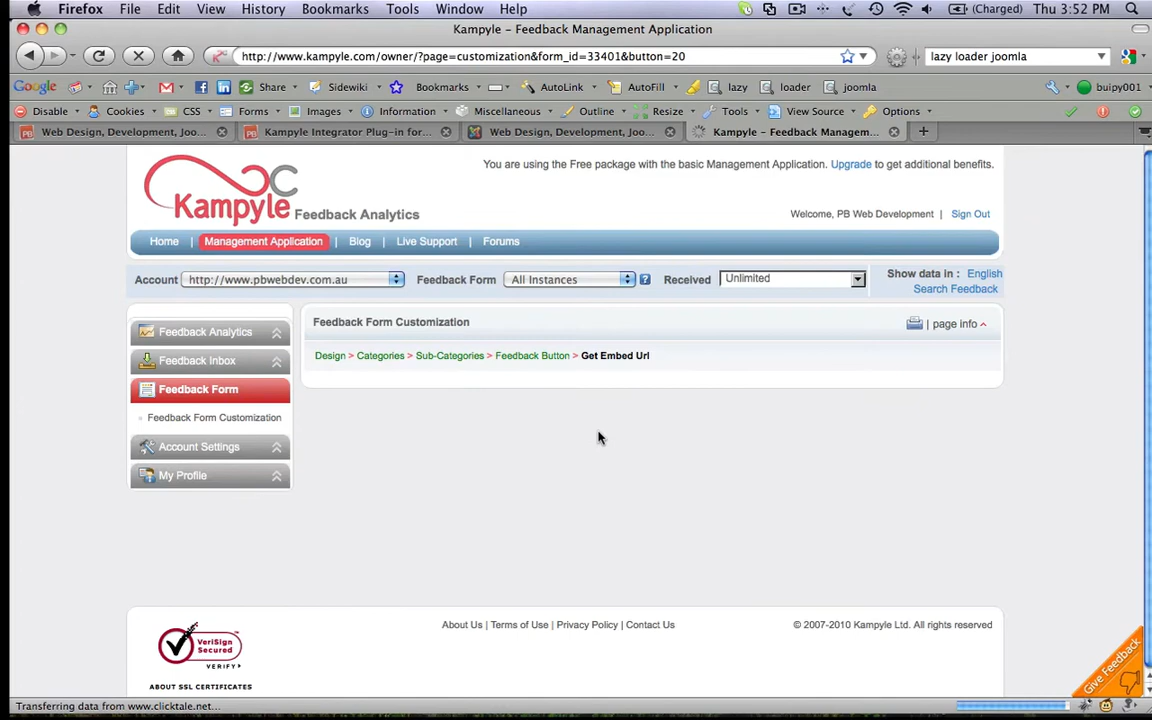 Firefox File Edit View History Bookmarks Tools Window Help (Charged) Thu 3:52 PM
Kampyle – Feedback Management Application
http://www.kampyle.com/owner/?page=customization&form_id=33401&button=20 lazy loader joomla
Google Share Sidewiki Bookmarks AutoLink AutoFill lazy loader joomla buipy001
Disable Cookies CSS Forms Images Information Miscellaneous Outline Resize Tools View Source Options
Web Design, Development, Joo... Kampyle Integrator Plug-in for... Web Design, Development, Joo... Kampyle – Feedback Managem...
You are using the Free package with the basic Management Application. Upgrade to get additional benefits.
Kampyle Feedback Analytics
Welcome, PB Web Development | Sign Out
Home | Management Application | Blog | Live Support | Forums
Account http://www.pbwebdev.com.au Feedback Form All Instances ? Received Unlimited Show data in : English
Search Feedback
Feedback Analytics
Feedback Inbox
Feedback Form
Feedback Form Customization
Account Settings
My Profile
Feedback Form Customization | page info
Design > Categories > Sub-Categories > Feedback Button > Get Embed Url
About Us | Terms of Use | Privacy Policy | Contact Us © 2007-2010 Kampyle Ltd. All rights reserved
VeriSign
Secured
VERIFY
ABOUT SSL CERTIFICATES
Give Feedback
Transferring data from www.clicktale.net...